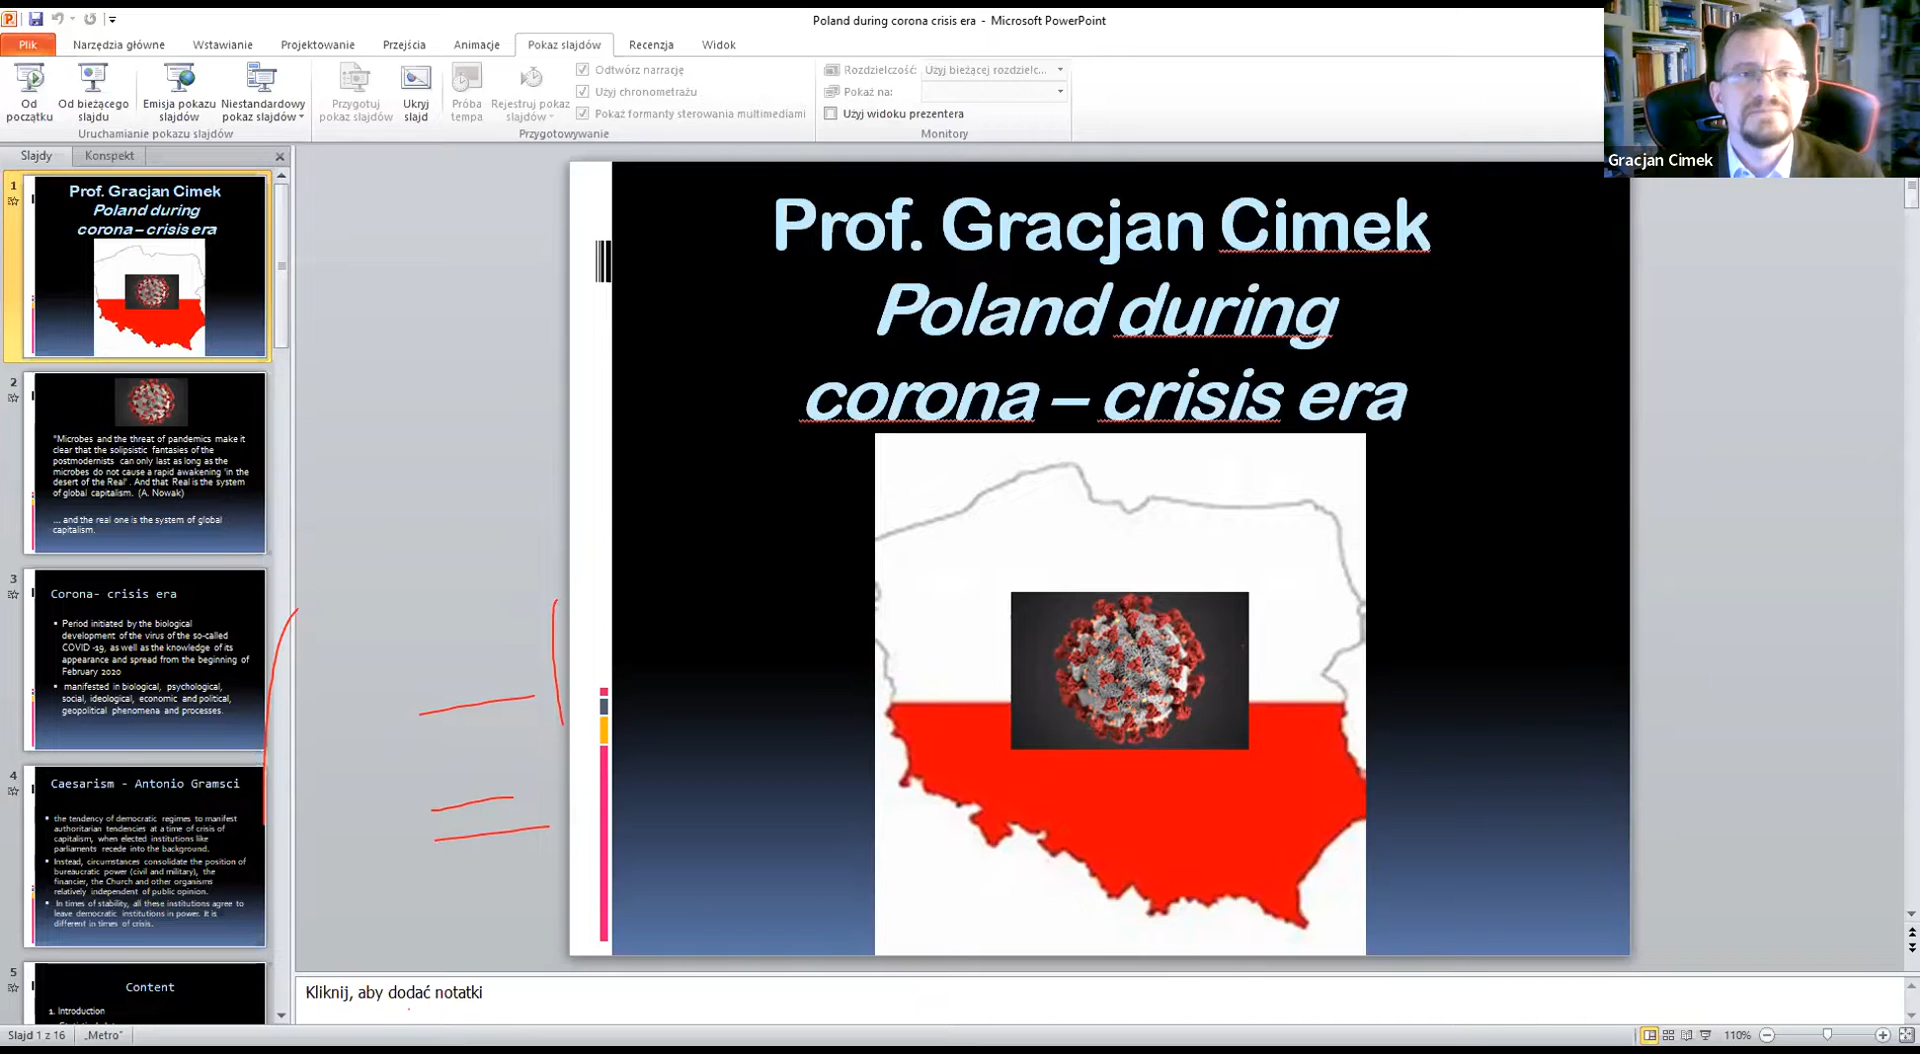 Poland during corona crisis era - Microsoft PowerPoint
Plik Narzędzia główne Wstawianie Projektowanie Przejścia Animacje Pokaz slajdów Recenzja Widok
Od początku
Od bieżącego slajdu
Emisja pokazu slajdów
Niestandardowy pokaz slajdów
Uruchamianie pokazu slajdów
Przygotuj pokaz slajdów
Ukryj slajd
Próba tempa
Rejestruj pokaz slajdów
Odtwórz narrację
Użyj chronometrażu
Pokaż formanty sterowania multimediami
Przygotowywanie
Rozdzielczość: Użyj bieżącej rozdzielc...
Pokaż na:
Użyj widoku prezentera
Monitory
Gracjan Cimek
Slajdy Konspekt
1
Prof. Gracjan Cimek
Poland during
corona – crisis era
2
"Microbes and the threat of pandemics make it
clear that the solipsistic fantasies of the
postmodernists can only last as long as the
microbes do not cause a rapid awakening 'in the
desert of the Real' . And that Real is the system
of global capitalism. (A. Nowak)
... and the real one is the system of global
capitalism.
3
Corona- crisis era
Period initiated by the biological
development of the virus of the so-called
COVID -19, as well as the knowledge of its
appearance and spread from the beginning of
February 2020
manifested in biological, psychological,
social, ideological, economic and political,
geopolitical phenomena and processes.
4
Caesarism - Antonio Gramsci
the tendency of democratic regimes to manifest
authoritarian tendencies at a time of crisis of
capitalism, when elected institutions like
parliaments recede into the background.
Instead, circumstances consolidate the position of
bureaucratic power (civil and military), the
financier, the Church and other organisms
relatively independent of public opinion.
In times of stability, all these institutions agree to
leave democratic institutions in power. It is
different in times of crisis.
5
Content
1. Introduction
Prof. Gracjan Cimek
Poland during
corona – crisis era
Kliknij, aby dodać notatki
Slajd 1 z 16 „Metro” 110%